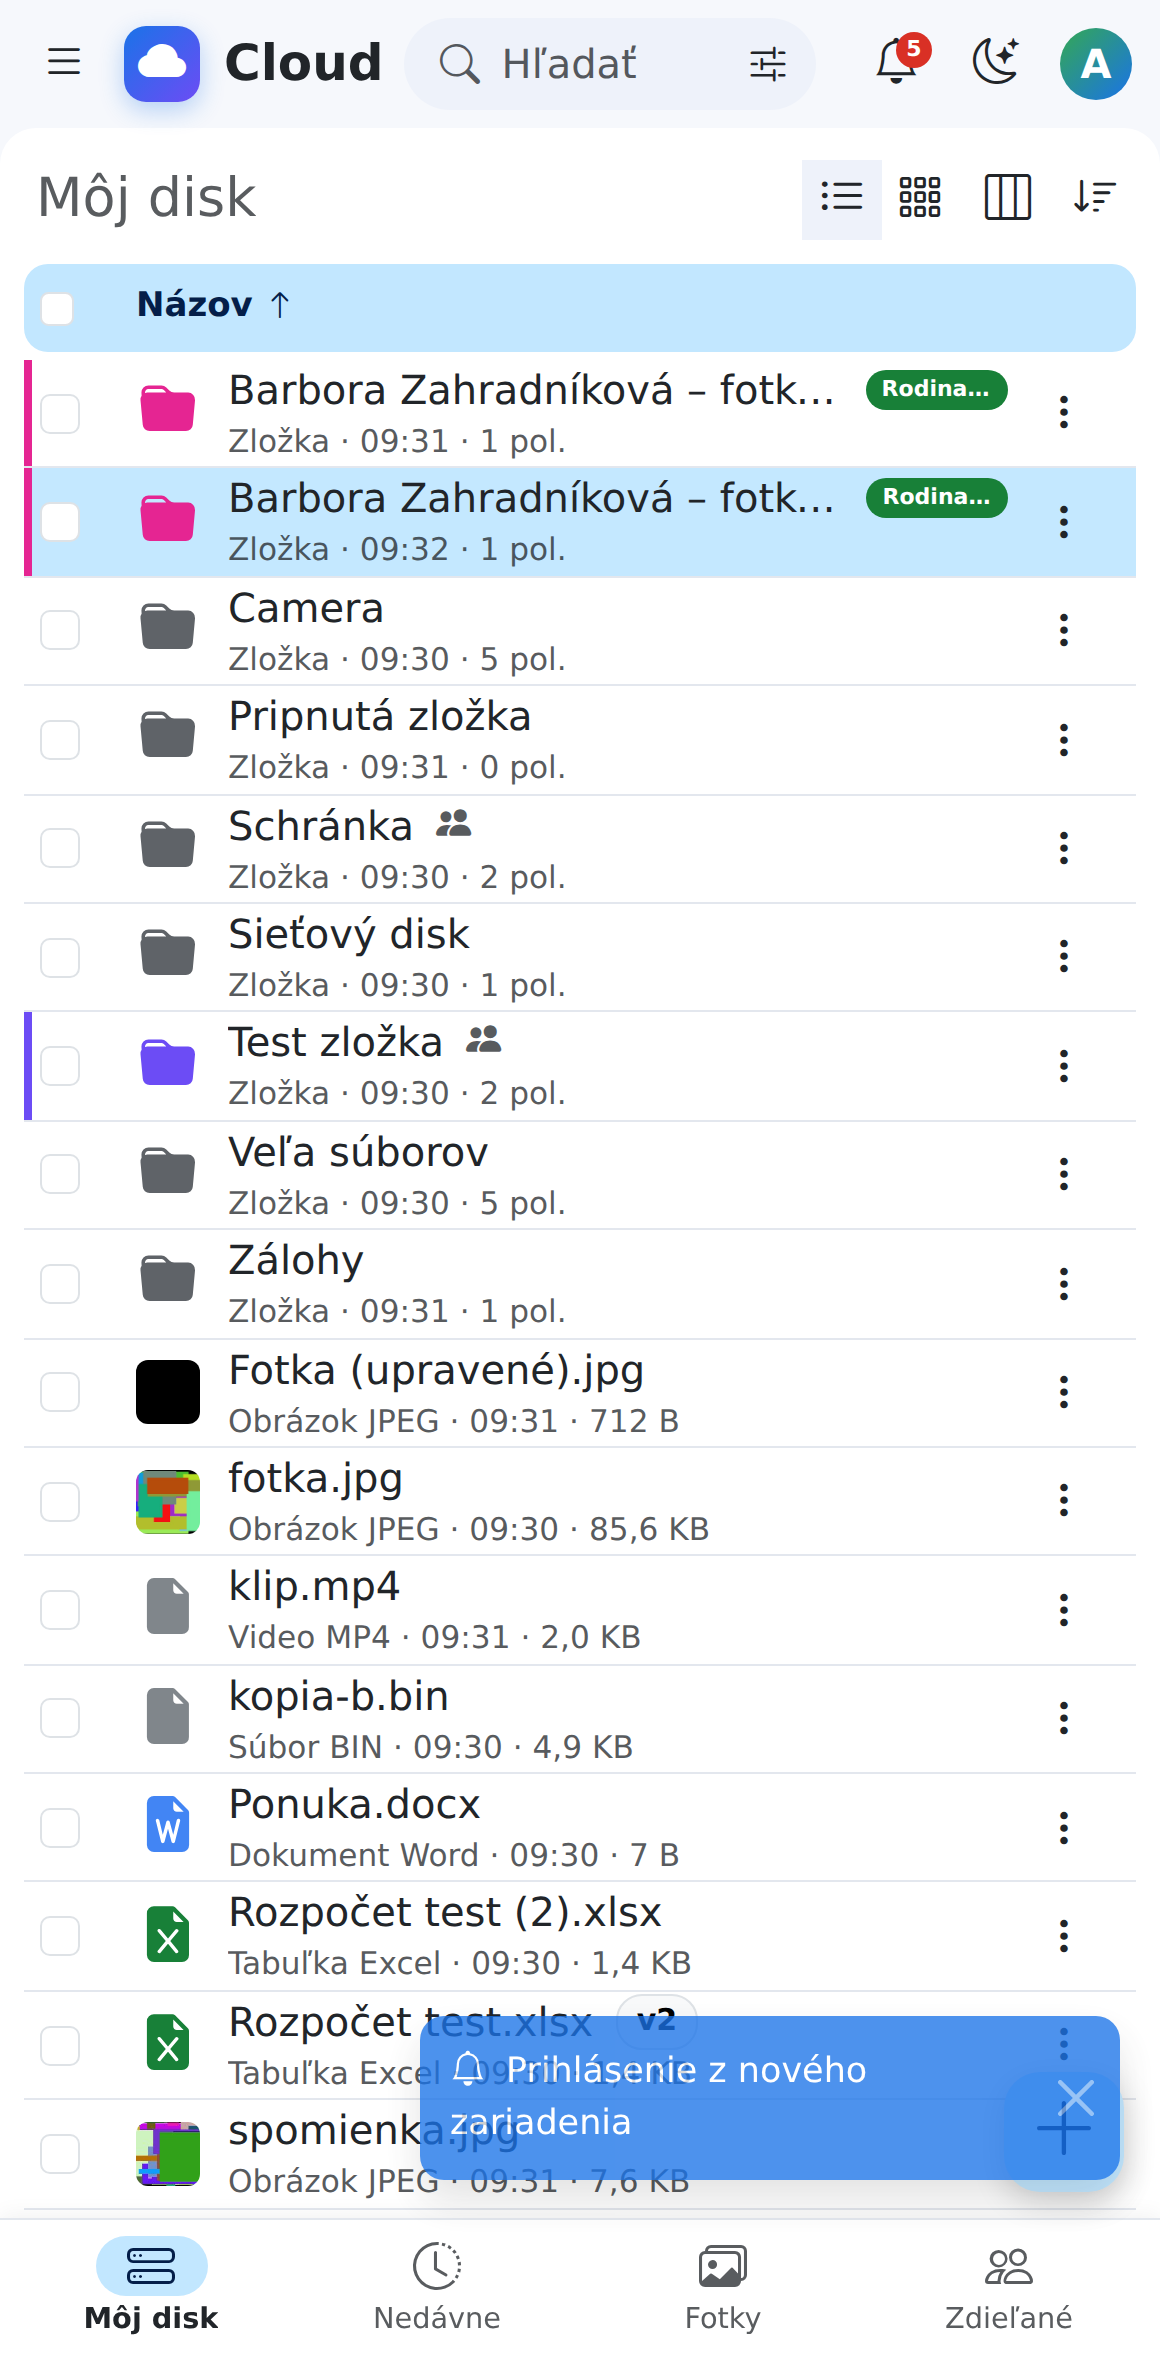 Cloud
Hľadať
5
A
Môj disk
Názov ↑
Barbora Zahradníková – fotk...
Rodina...
Zložka · 09:31 · 1 pol.
Barbora Zahradníková – fotk...
Rodina...
Zložka · 09:32 · 1 pol.
Camera
Zložka · 09:30 · 5 pol.
Pripnutá zložka
Zložka · 09:31 · 0 pol.
Schránka
Zložka · 09:30 · 2 pol.
Sieťový disk
Zložka · 09:30 · 1 pol.
Test zložka
Zložka · 09:30 · 2 pol.
Veľa súborov
Zložka · 09:30 · 5 pol.
Zálohy
Zložka · 09:31 · 1 pol.
Fotka (upravené).jpg
Obrázok JPEG · 09:31 · 712 B
fotka.jpg
Obrázok JPEG · 09:30 · 85,6 KB
klip.mp4
Video MP4 · 09:31 · 2,0 KB
kopia-b.bin
Súbor BIN · 09:30 · 4,9 KB
Ponuka.docx
Dokument Word · 09:30 · 7 B
Rozpočet test (2).xlsx
Tabuľka Excel · 09:30 · 1,4 KB
Rozpočet test.xlsx v2
Tabuľka Excel
Prihlásenie z nového
zariadenia
spomienka.jpg
Obrázok JPEG · 09:31 · 7,6 KB
Môj disk
Nedávne
Fotky
Zdieľané